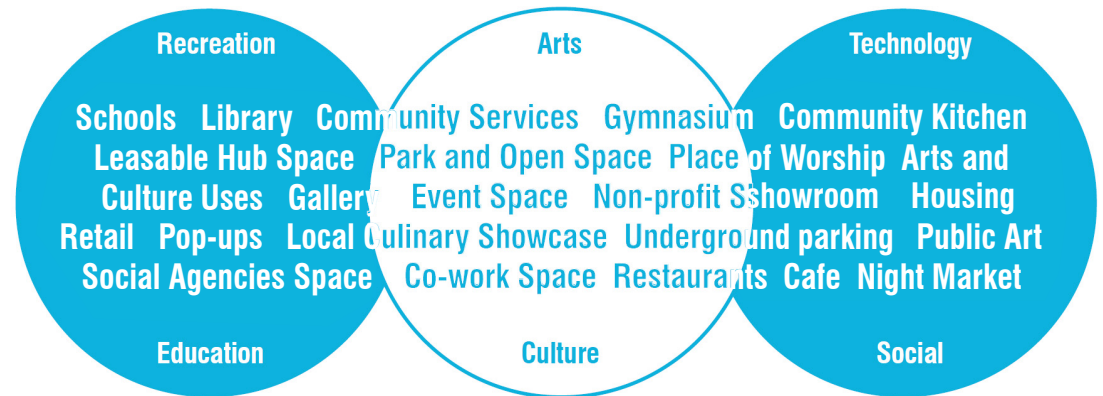 Recreation Arts Technology
Schools Library Community Services Gymnasium Community Kitchen
Leasable Hub Space Park and Open Space Place of Worship Arts and
Culture Uses Gallery Event Space Non-profit Sshowroom Housing
Retail Pop-ups Local Culinary Showcase Underground parking Public Art
Social Agencies Space Co-work Space Restaurants Cafe Night Market
Education Culture Social